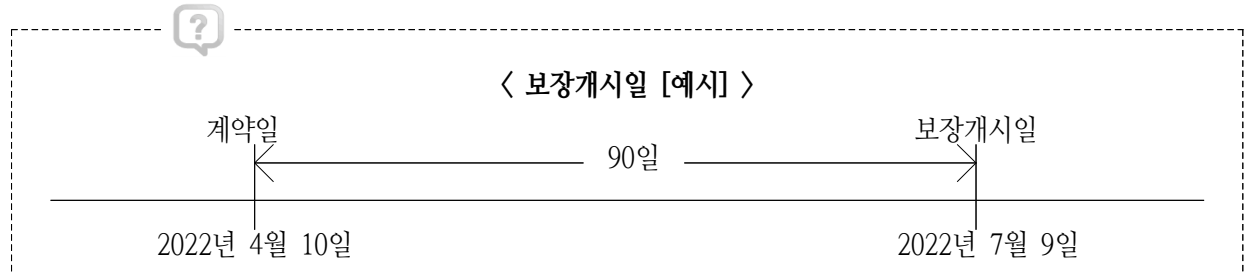 ?
〈 보장개시일 [예시] 〉
계약일 보장개시일
90일
2022년 4월 10일 2022년 7월 9일